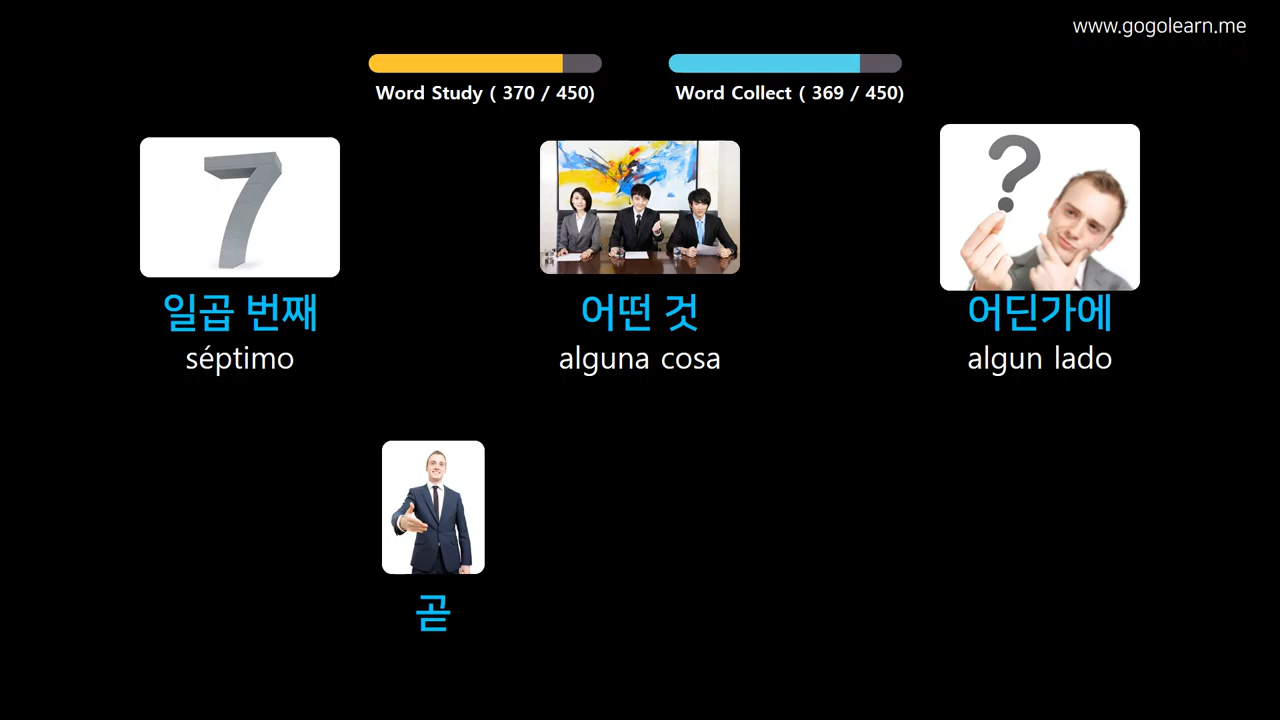 www.gogolearn.me
Word Study ( 370 / 450)
Word Collect ( 369 / 450)
7
?
일곱 번째
séptimo
어떤 것
alguna cosa
어딘가에
algun lado
곧